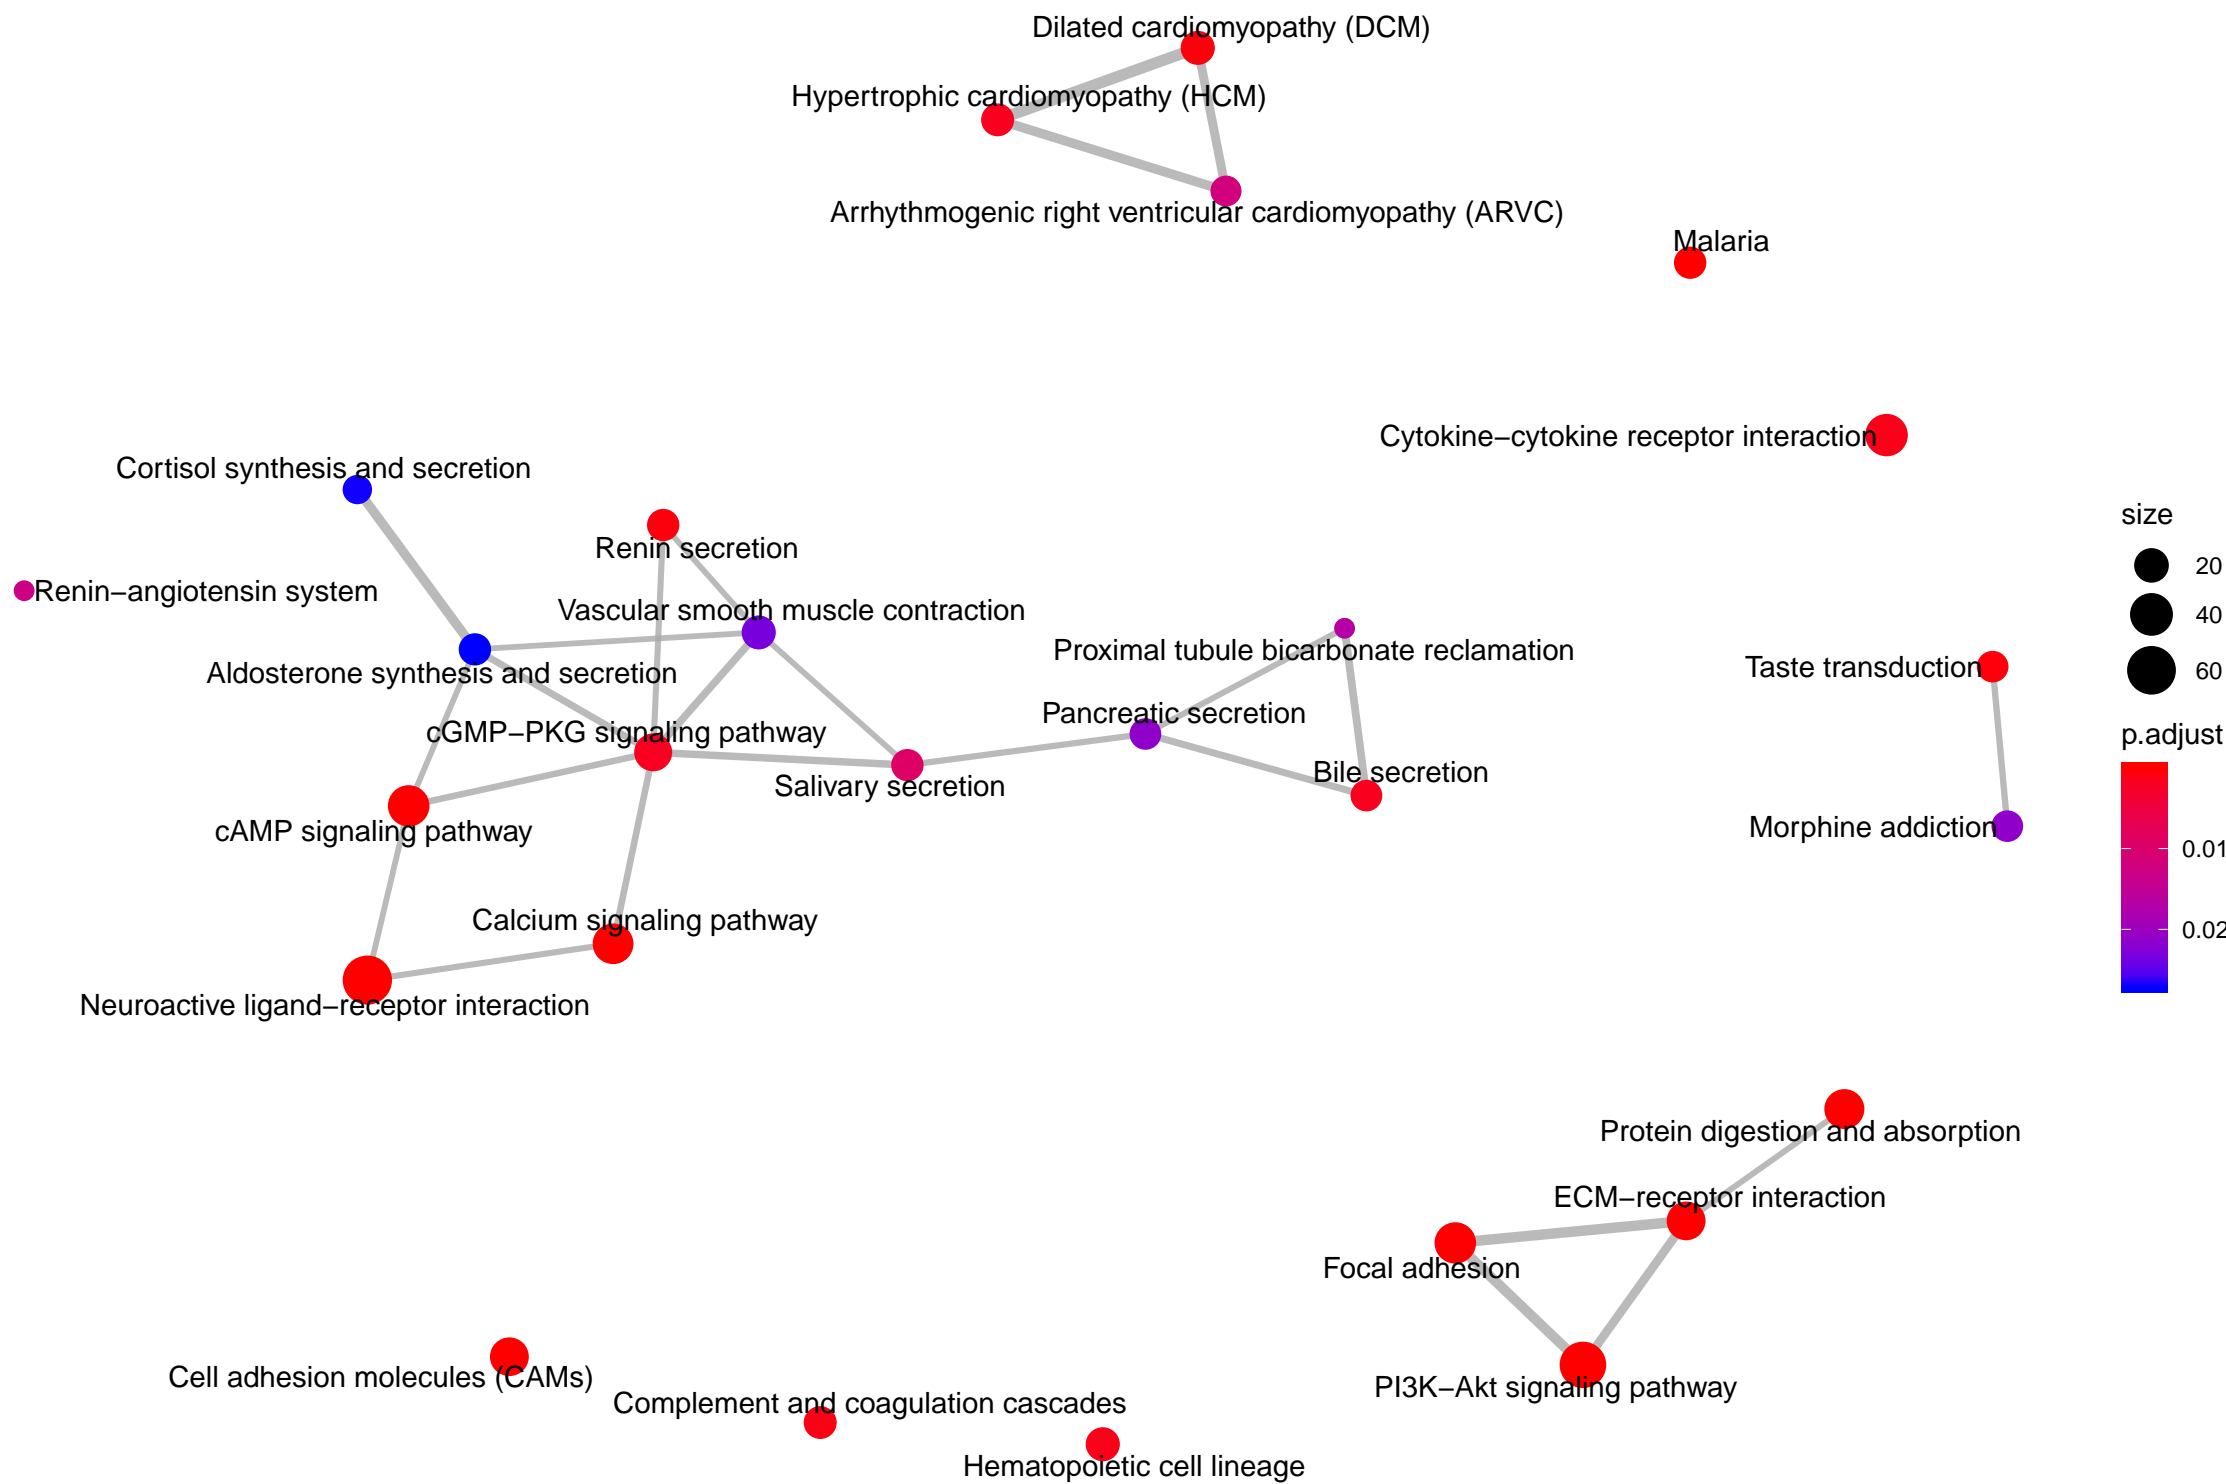 Dilated cardiomyopathy (DCM)
Hypertrophic cardiomyopathy (HCM)
Arrhythmogenic right ventricular cardiomyopathy (ARVC)
Malaria
Cytokine−cytokine receptor interaction
Cortisol synthesis and secretion
Renin secretion
Renin−angiotensin system
Vascular smooth muscle contraction
Proximal tubule bicarbonate reclamation
Aldosterone synthesis and secretion
Taste transduction
Pancreatic secretion
cGMP−PKG signaling pathway
Bile secretion
Salivary secretion
cAMP signaling pathway
Morphine addiction
Calcium signaling pathway
Neuroactive ligand−receptor interaction
size
20
40
60
p.adjust
0.01
0.02
Protein digestion and absorption
ECM−receptor interaction
Focal adhesion
PI3K−Akt signaling pathway
Cell adhesion molecules (CAMs)
Complement and coagulation cascades
Hematopoietic cell lineage